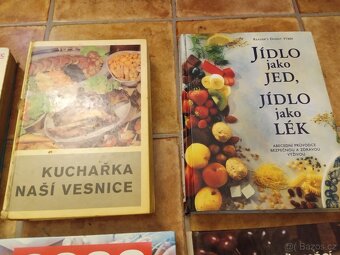 KUCHAŘKA
NAŠÍ VESNICE
READER'S DIGEST VÝBĚR
JÍDLO
jako
JED,
JÍDLO
jako
LÉK
ABECEDNÍ PRŮVODCE
BEZPEČNOU A ZDRAVOU
VÝŽIVOU